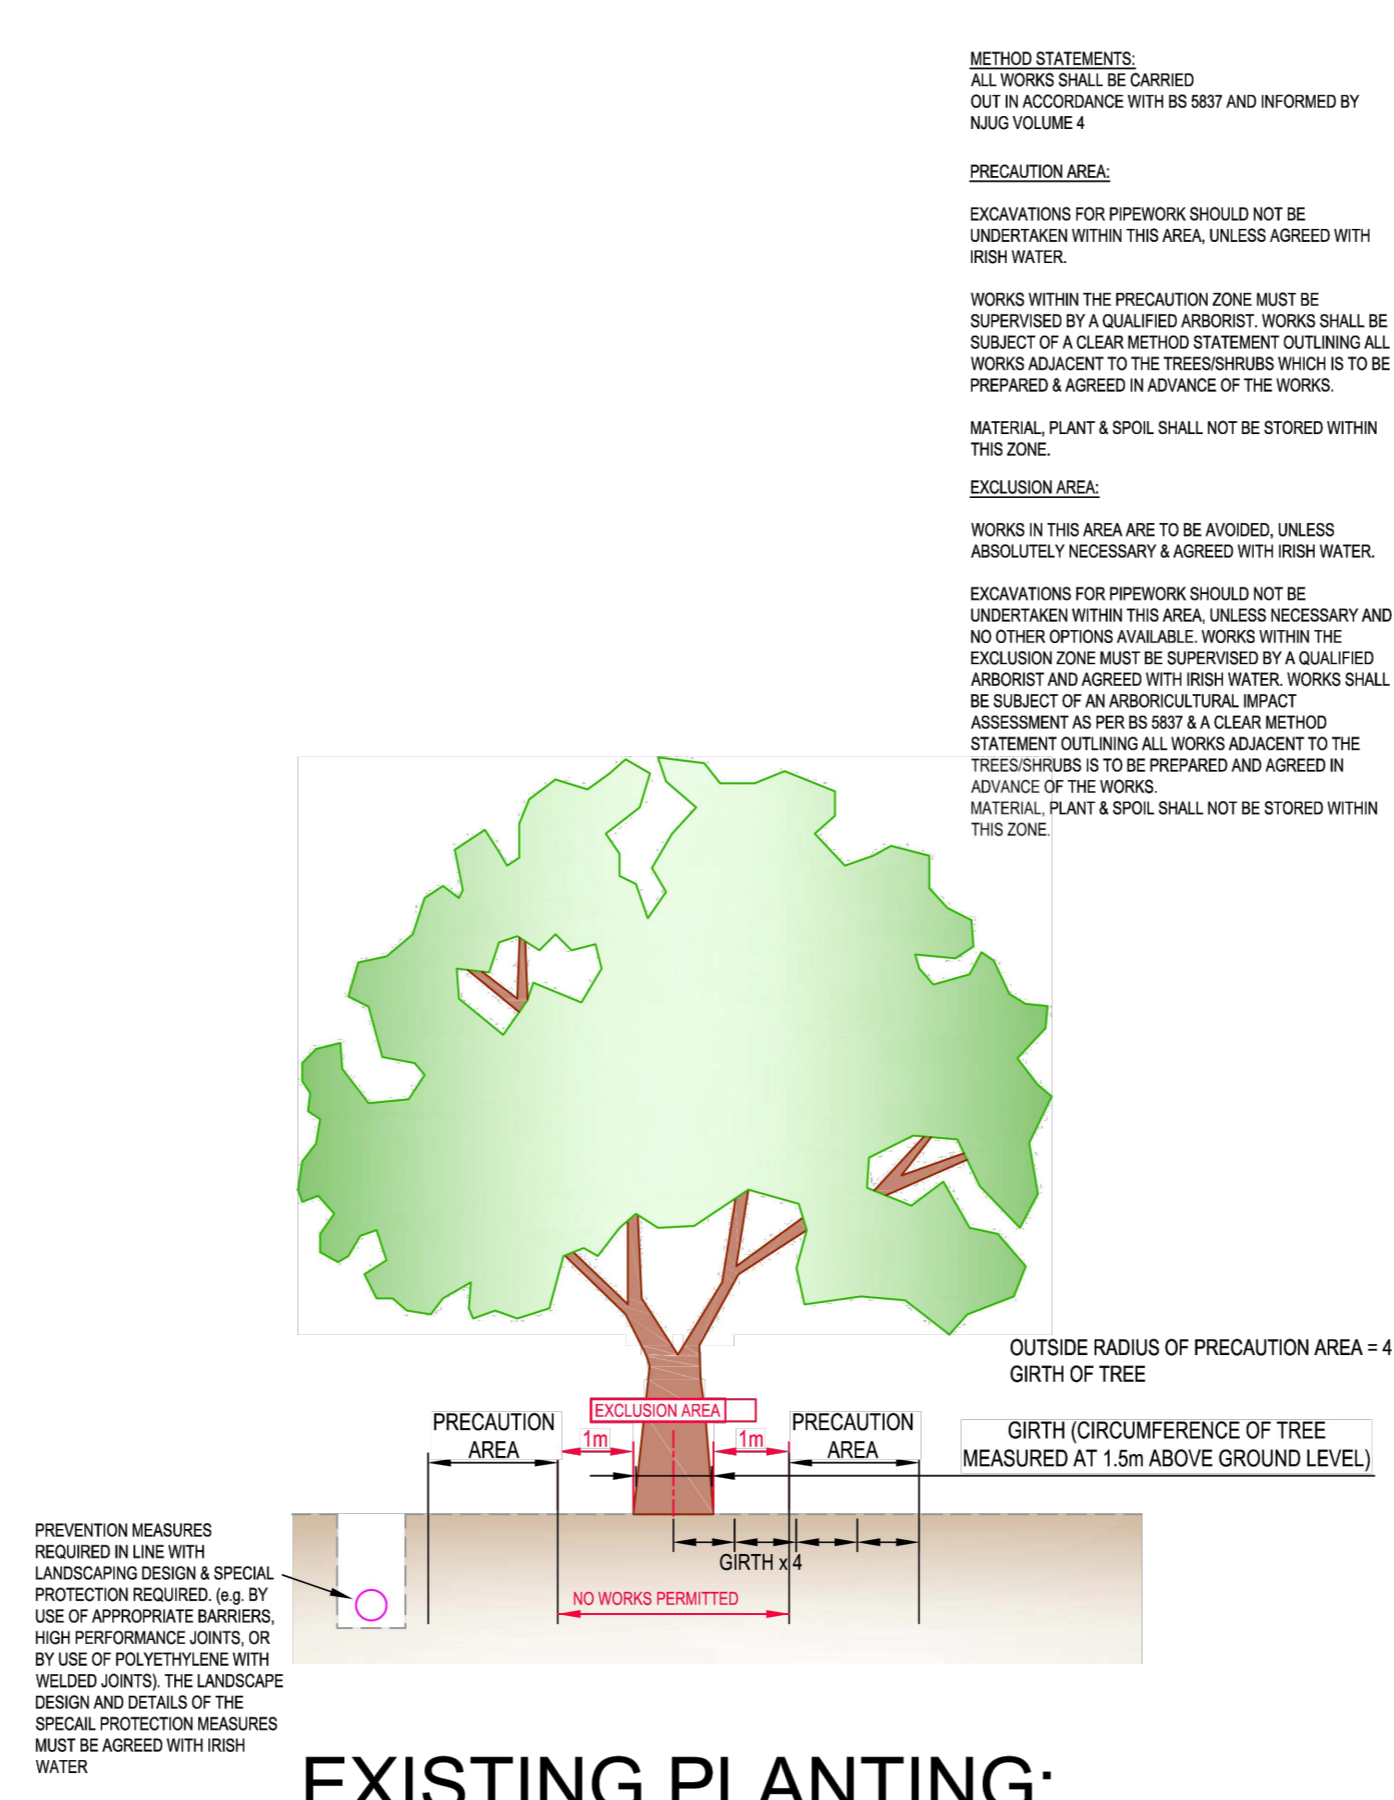 METHOD STATEMENTS:
ALL WORKS SHALL BE CARRIED
OUT IN ACCORDANCE WITH BS 5837 AND INFORMED BY
NJUG VOLUME 4
PRECAUTION AREA:
EXCAVATIONS FOR PIPEWORK SHOULD NOT BE
UNDERTAKEN WITHIN THIS AREA, UNLESS AGREED WITH
IRISH WATER.
WORKS WITHIN THE PRECAUTION ZONE MUST BE
SUPERVISED BY A QUALIFIED ARBORIST. WORKS SHALL BE
SUBJECT OF A CLEAR METHOD STATEMENT OUTLINING ALL
WORKS ADJACENT TO THE TREES/SHRUBS WHICH IS TO BE
PREPARED & AGREED IN ADVANCE OF THE WORKS.
MATERIAL, PLANT & SPOIL SHALL NOT BE STORED WITHIN
THIS ZONE.
EXCLUSION AREA:
WORKS IN THIS AREA ARE TO BE AVOIDED, UNLESS
ABSOLUTELY NECESSARY & AGREED WITH IRISH WATER.
EXCAVATIONS FOR PIPEWORK SHOULD NOT BE
UNDERTAKEN WITHIN THIS AREA, UNLESS NECESSARY AND
NO OTHER OPTIONS AVAILABLE. WORKS WITHIN THE
EXCLUSION ZONE MUST BE SUPERVISED BY A QUALIFIED
ARBORIST AND AGREED WITH IRISH WATER. WORKS SHALL
BE SUBJECT OF AN ARBORICULTURAL IMPACT
ASSESSMENT AS PER BS 5837 & A CLEAR METHOD
STATEMENT OUTLINING ALL WORKS ADJACENT TO THE
TREES/SHRUBS IS TO BE PREPARED AND AGREED IN
ADVANCE OF THE WORKS.
MATERIAL, PLANT & SPOIL SHALL NOT BE STORED WITHIN
THIS ZONE.
OUTSIDE RADIUS OF PRECAUTION AREA = 4
GIRTH OF TREE
EXCLUSION AREA
PRECAUTION
AREA
1m
1m
PRECAUTION
AREA
GIRTH (CIRCUMFERENCE OF TREE
MEASURED AT 1.5m ABOVE GROUND LEVEL)
GIRTH x 4
NO WORKS PERMITTED
PREVENTION MEASURES
REQUIRED IN LINE WITH
LANDSCAPING DESIGN & SPECIAL
PROTECTION REQUIRED. (e.g. BY
USE OF APPROPRIATE BARRIERS,
HIGH PERFORMANCE JOINTS, OR
BY USE OF POLYETHYLENE WITH
WELDED JOINTS). THE LANDSCAPE
DESIGN AND DETAILS OF THE
SPECAIL PROTECTION MEASURES
MUST BE AGREED WITH IRISH
WATER
EXISTING PLANTING: